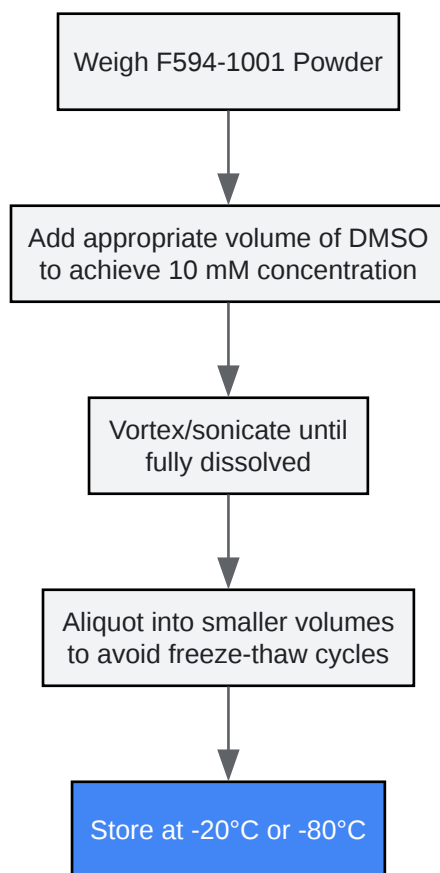 Weigh F594-1001 Powder
Add appropriate volume of DMSO
to achieve 10 mM concentration
Vortex/sonicate until
fully dissolved
Aliquot into smaller volumes
to avoid freeze-thaw cycles
Store at -20°C or -80°C